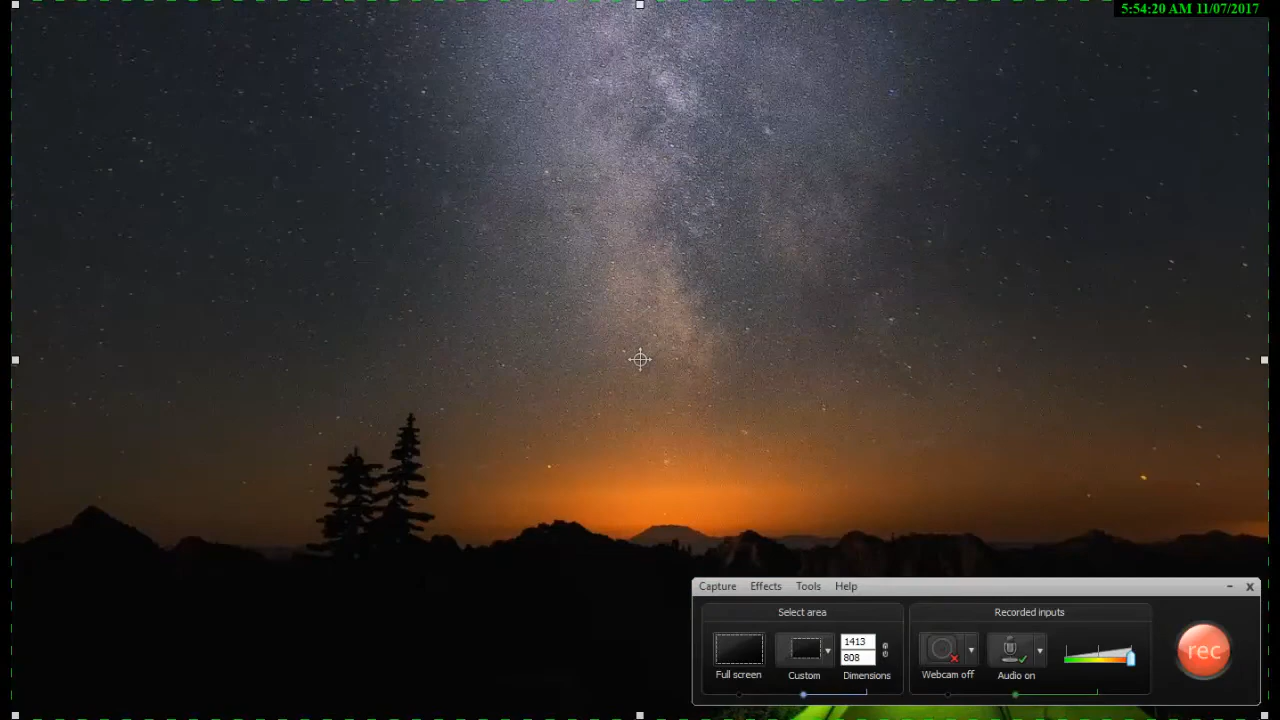 5:54:20 AM 11/07/2017
Capture Effects Tools Help
Select area
Recorded inputs
1413
808
rec
Full screen
Custom
Dimensions
Webcam off
Audio on